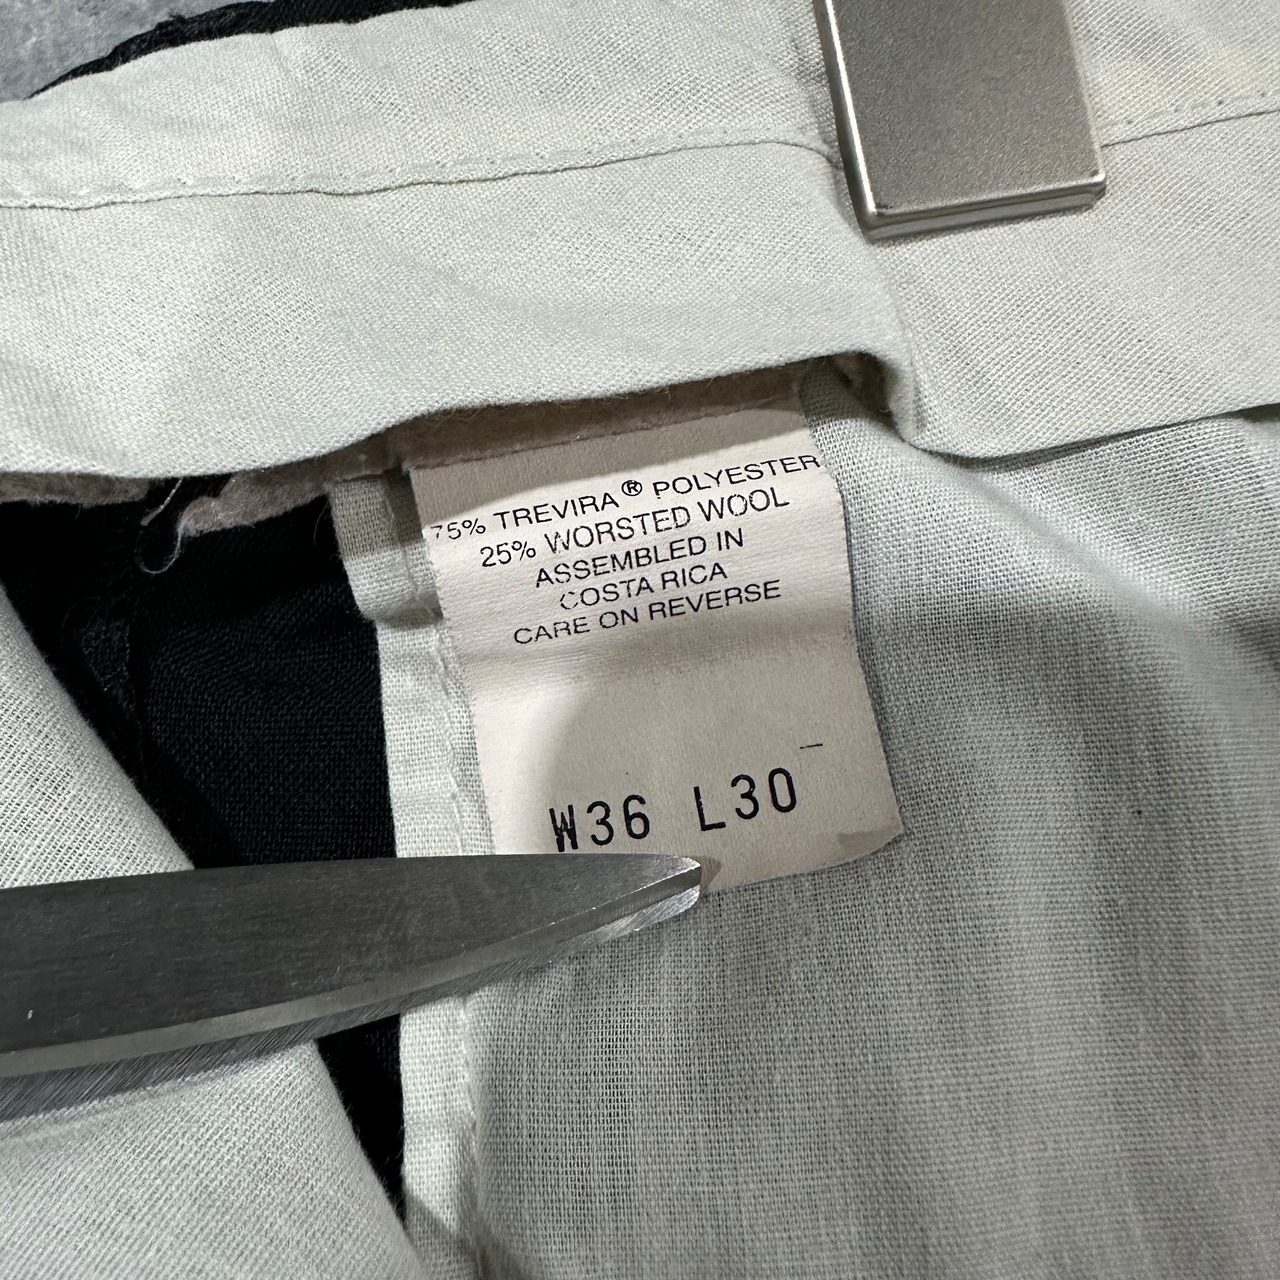 75% TREVIRA® POLYESTER
25% WORSTED WOOL
ASSEMBLED IN
COSTA RICA
CARE ON REVERSE
W36 L30